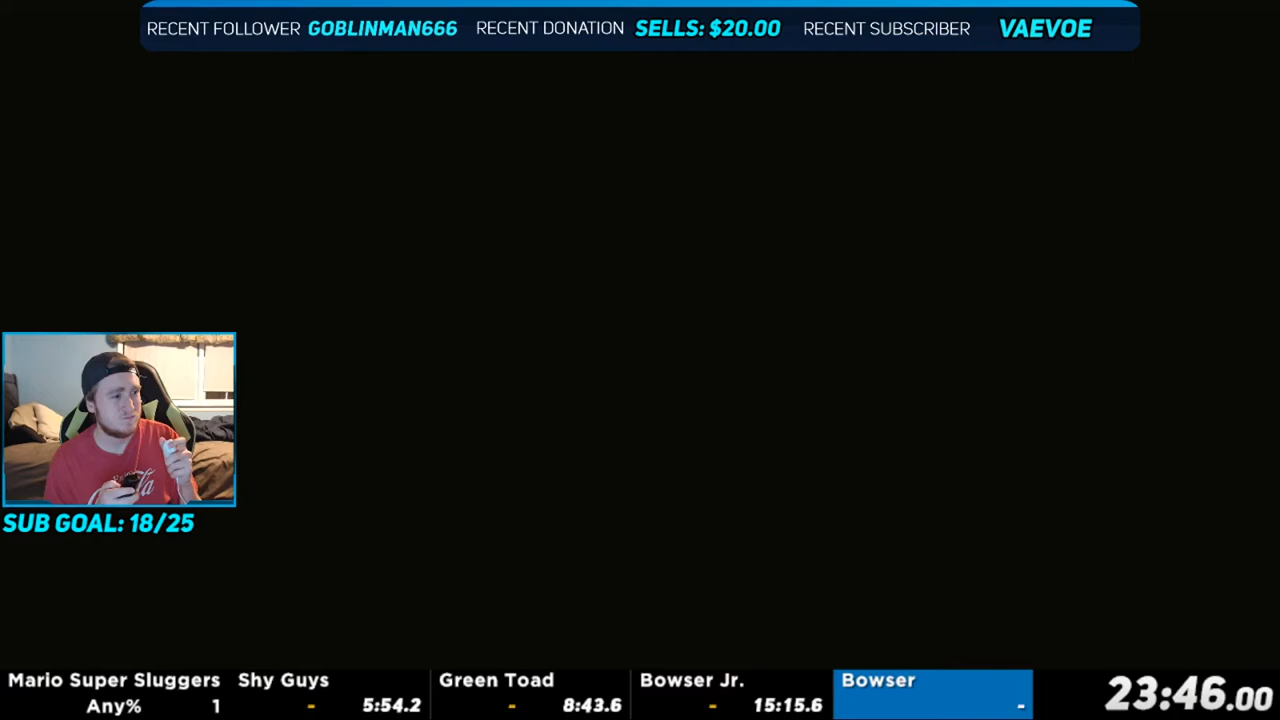 RECENT FOLLOWER GOBLINMAN666 RECENT DONATION SELLS: $20.00 RECENT SUBSCRIBER VAEVOE
SUB GOAL: 18/25
Mario Super Sluggers Shy Guys Green Toad Bowser Jr. Bowser
Any% 1 - 5:54.2 - 8:43.6 - 15:15.6 - 23:46.00